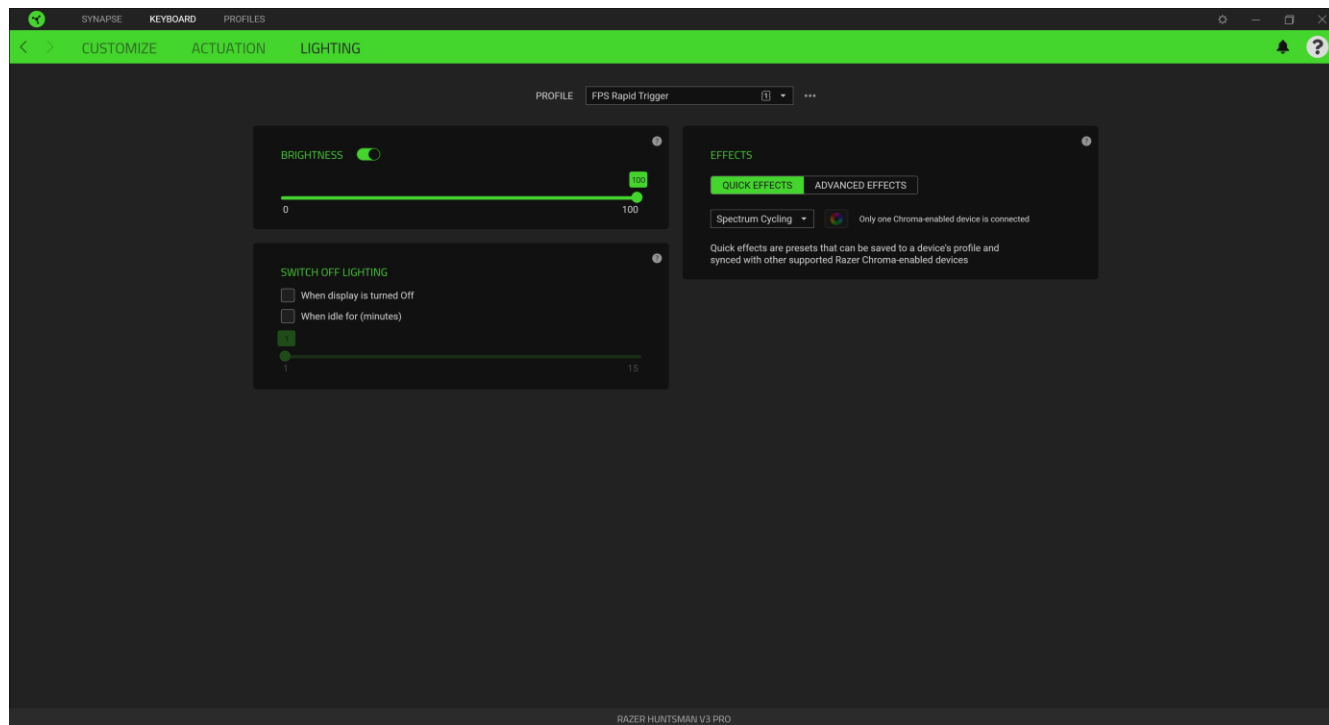 SYNAPSE KEYBOARD PROFILES
CUSTOMIZE ACTUATION LIGHTING
?
PROFILE FPS Rapid Trigger 1 •••
BRIGHTNESS
?
100
0 100
SWITCH OFF LIGHTING
?
When display is turned Off
When idle for (minutes)
1
1 15
EFFECTS
?
QUICK EFFECTS ADVANCED EFFECTS
Spectrum Cycling Only one Chroma-enabled device is connected
Quick effects are presets that can be saved to a device's profile and
synced with other supported Razer Chroma-enabled devices
RAZER HUNTSMAN V3 PRO